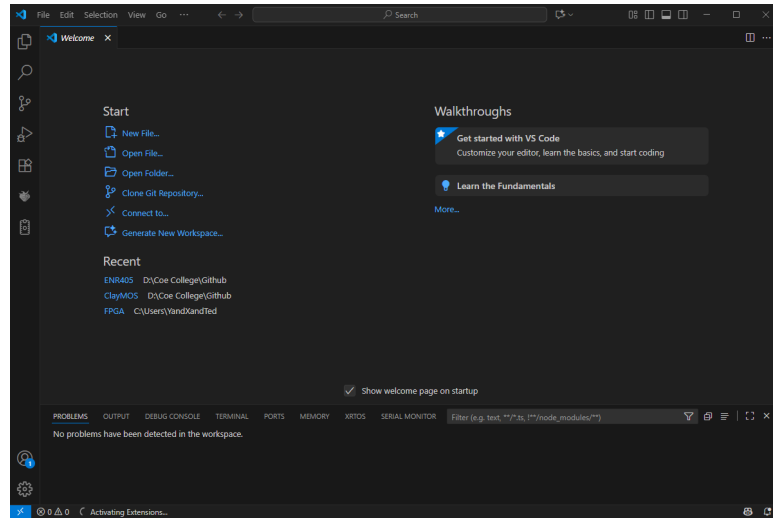 File Edit Selection View Go ··· Search
Welcome
Start
New File...
Open File...
Open Folder...
Clone Git Repository...
Connect to...
Generate New Workspace...
Recent
ENR405 D:\Coe College\Github
ClayMOS D:\Coe College\Github
FPGA C:\Users\YandXandTed
Walkthroughs
Get started with VS Code
Customize your editor, learn the basics, and start coding
Learn the Fundamentals
More...
Show welcome page on startup
PROBLEMS OUTPUT DEBUG CONSOLE TERMINAL PORTS MEMORY XRTOS SERIAL MONITOR Filter (e.g. text, **/*.ts, !**/node_modules/**)
No problems have been detected in the workspace.
1
0 0 Activating Extensions...